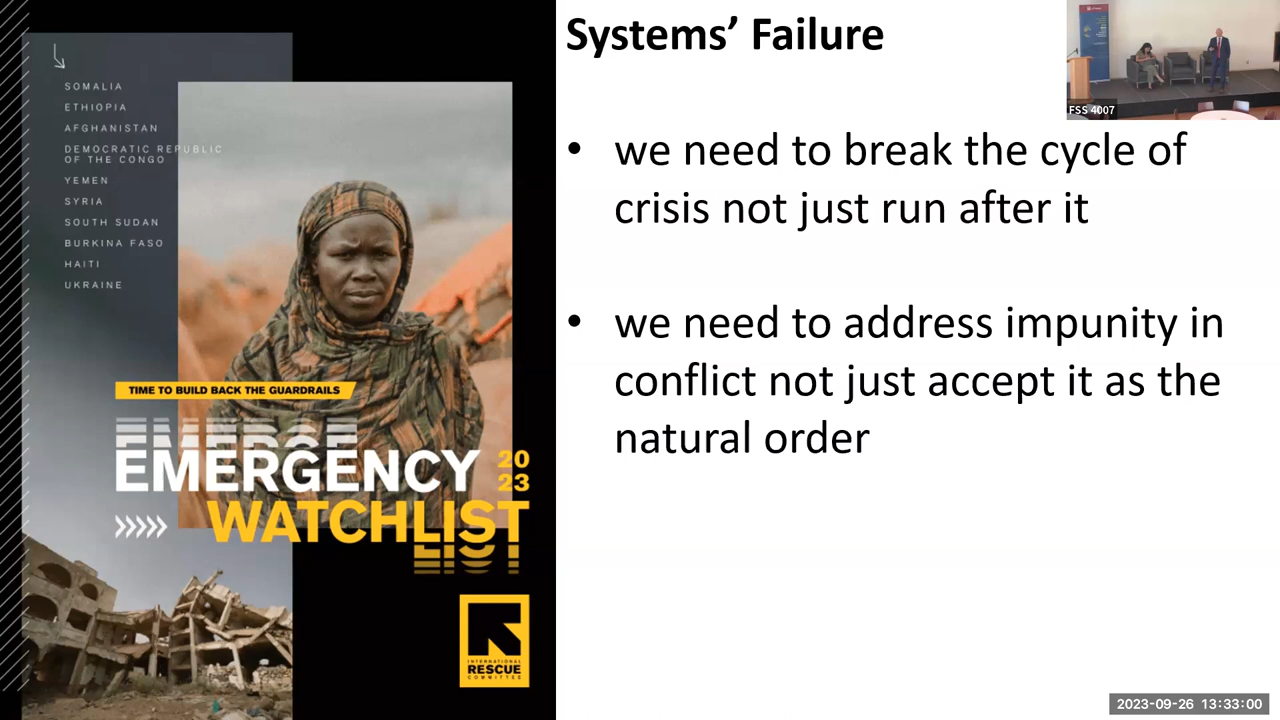 SOMALIA
ETHIOPIA
AFGHANISTAN
DEMOCRATIC REPUBLIC
OF THE CONGO
YEMEN
SYRIA
SOUTH SUDAN
BURKINA FASO
HAITI
UKRAINE
TIME TO BUILD BACK THE GUARDRAILS
EMERGENCY
20
23
WATCHLIST
INTERNATIONAL
RESCUE
COMMITTEE
Systems’ Failure
• we need to break the cycle of
crisis not just run after it
• we need to address impunity in
conflict not just accept it as the
natural order
FSS 4007
2023-09-26 13:33:00